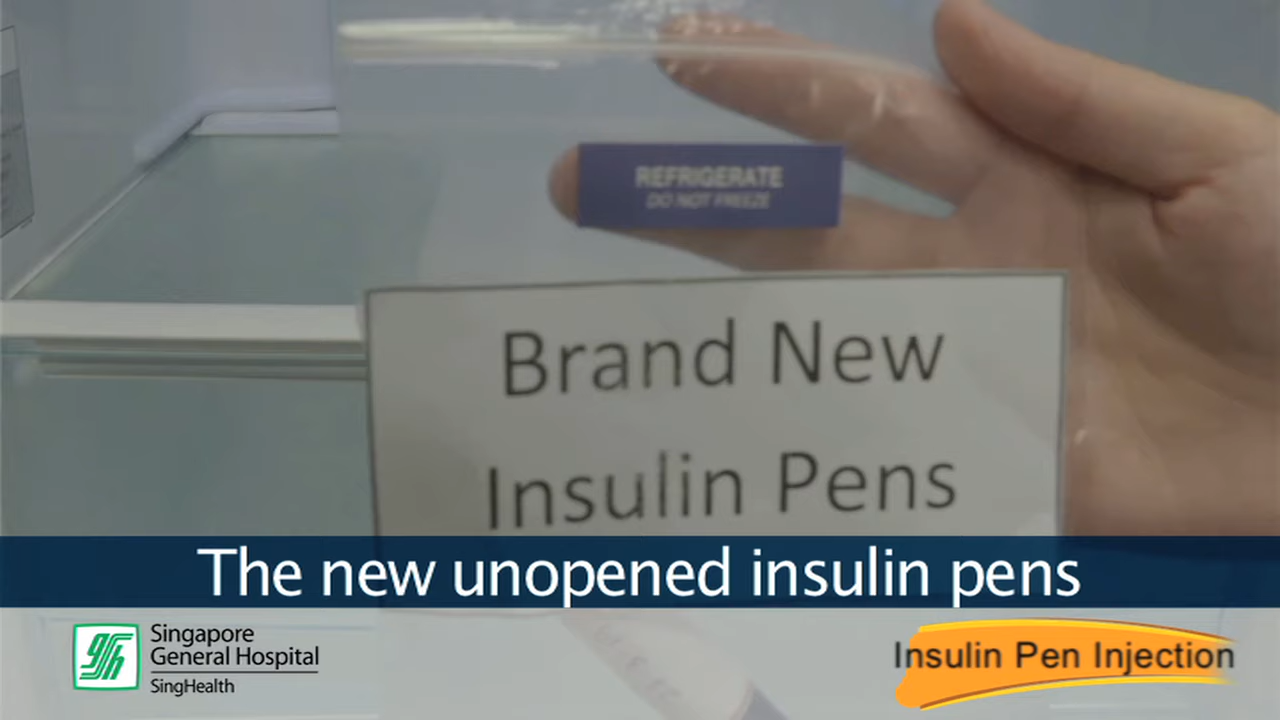 REFRIGERATE
DO NOT FREEZE
Brand New
Insulin Pens
The new unopened insulin pens
Singapore
General Hospital
SingHealth
Insulin Pen Injection